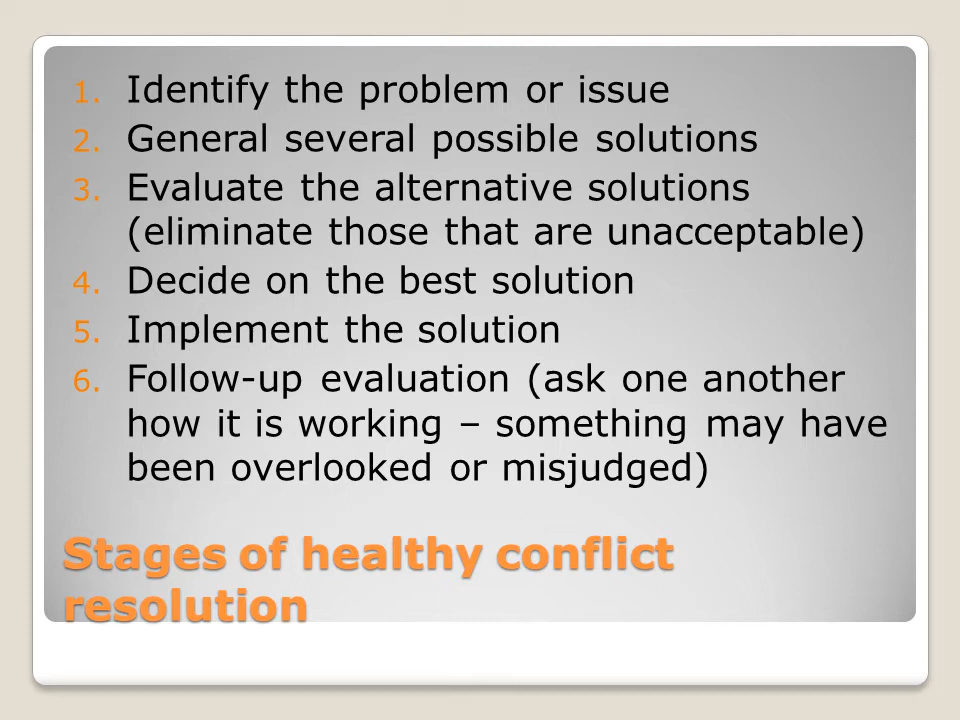 1. Identify the problem or issue
2. General several possible solutions
3. Evaluate the alternative solutions
(eliminate those that are unacceptable)
4. Decide on the best solution
5. Implement the solution
6. Follow-up evaluation (ask one another
how it is working – something may have
been overlooked or misjudged)
Stages of healthy conflict
resolution